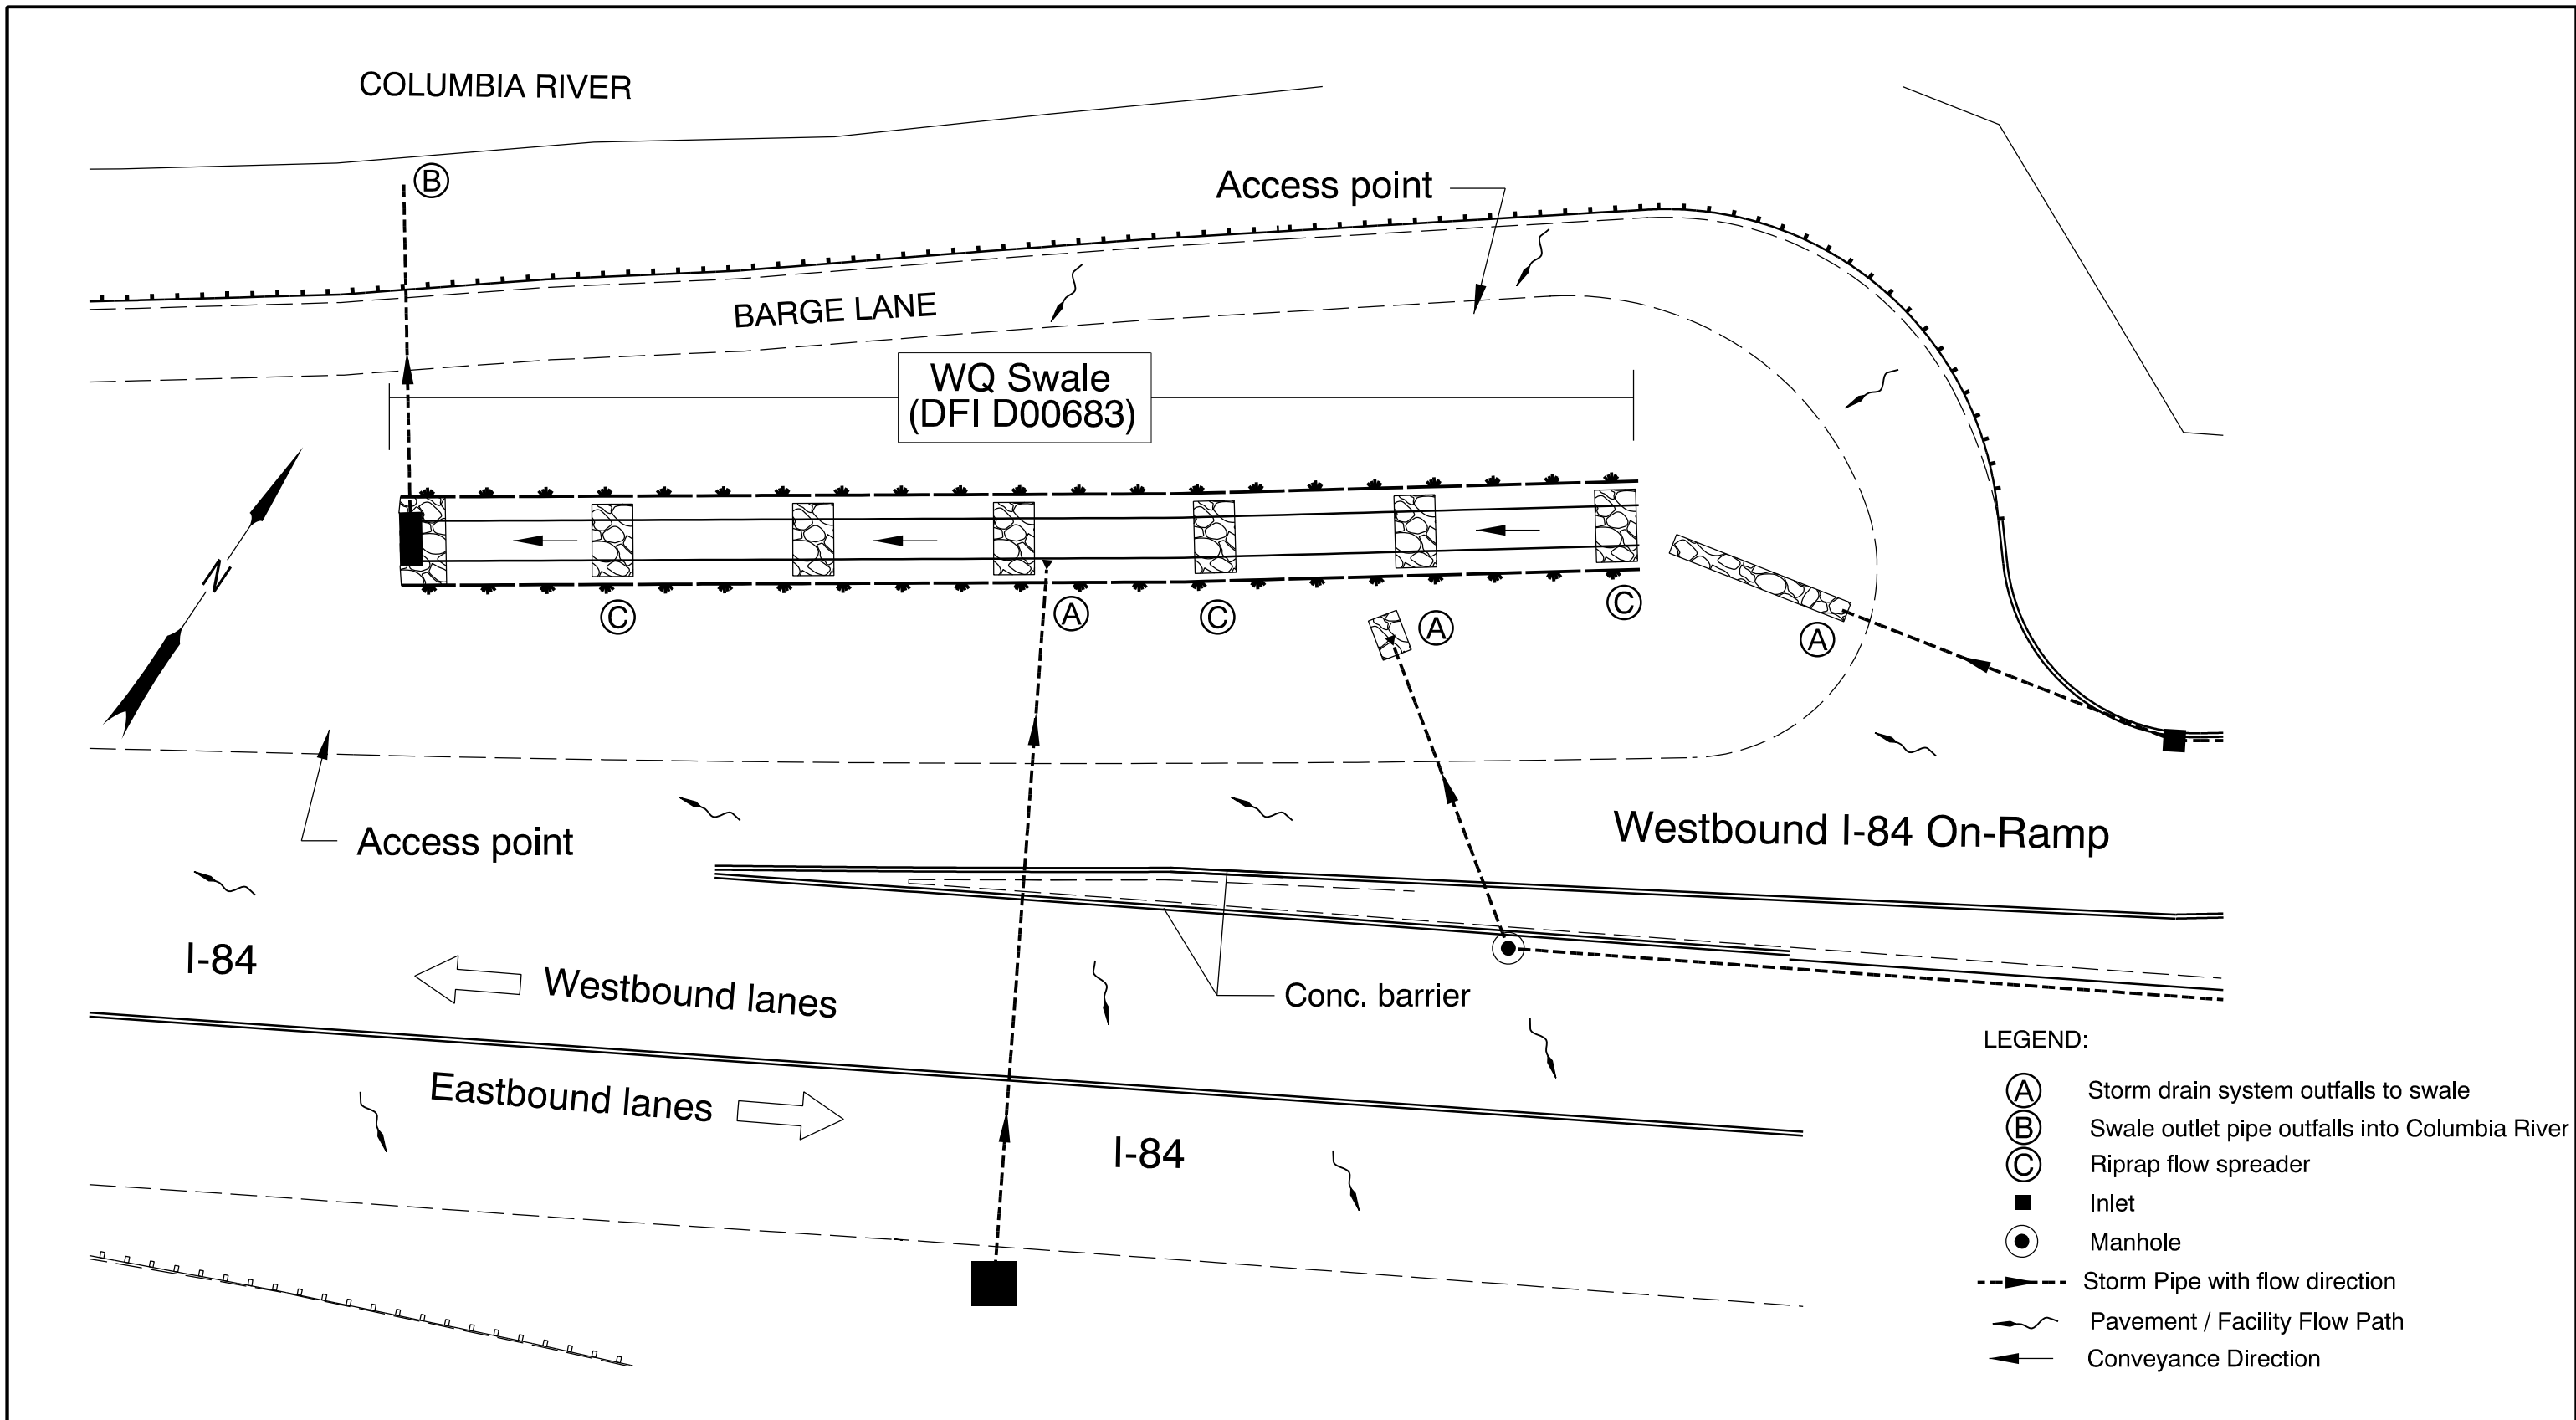 COLUMBIA RIVER
B
Access point
BARGE LANE
WQ Swale
(DFI D00683)
N
C
A
C
A
C
A
Access point
Westbound I-84 On-Ramp
I-84
Westbound lanes
Conc. barrier
Eastbound lanes
I-84
LEGEND:
A Storm drain system outfalls to swale
B Swale outlet pipe outfalls into Columbia River
C Riprap flow spreader
Inlet
Manhole
Storm Pipe with flow direction
Pavement / Facility Flow Path
Conveyance Direction